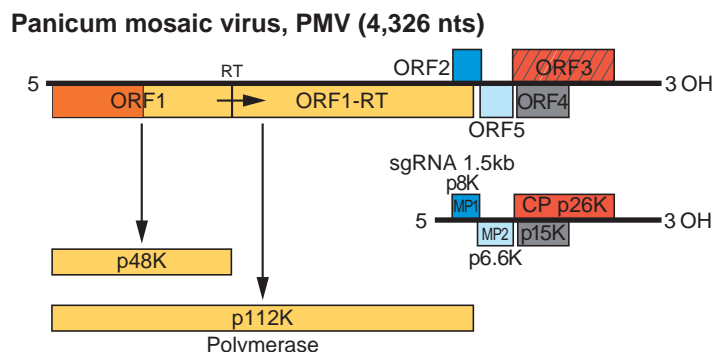 Panicum mosaic virus, PMV (4,326 nts)
RT
ORF2
ORF3
5
ORF1
ORF1-RT
ORF4
3 OH
ORF5
sgRNA 1.5kb
p8K
MP1
CP p26K
5
3 OH
MP2
p15K
p6.6K
p48K
p112K
Polymerase